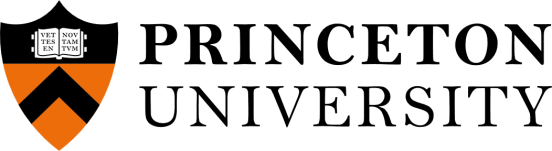 VET NOV
TES TAM
EN TVM
PRINCETON
UNIVERSITY